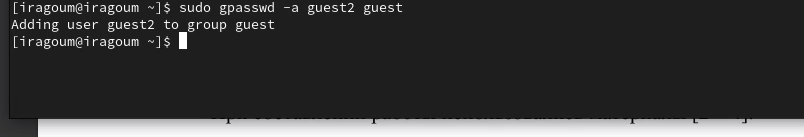 [iragoum@iragoum ~]$ sudo gpasswd -a guest2 guest
Adding user guest2 to group guest
[iragoum@iragoum ~]$